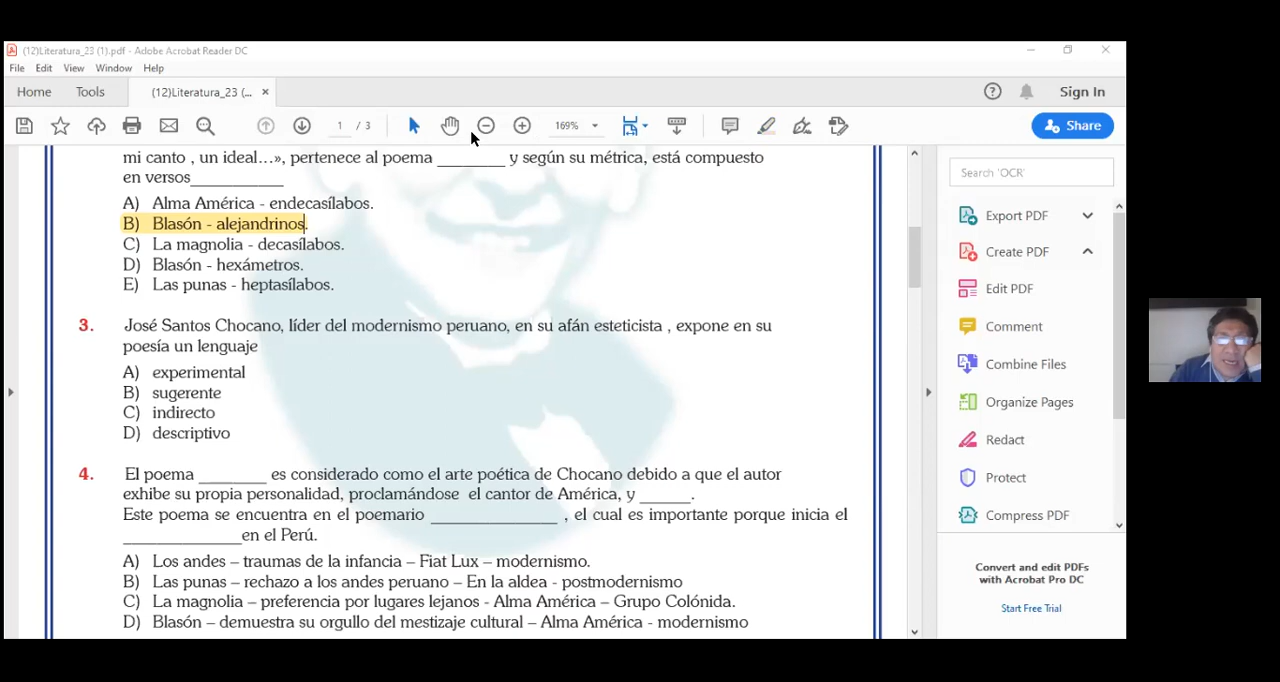 (12)Literatura_23 (1).pdf - Adobe Acrobat Reader DC
File Edit View Window Help
Home Tools (12)Literatura_23 (... × Sign In
1 / 3 169% Share
mi canto , un ideal...», pertenece al poema ________ y según su métrica, está compuesto
en versos___________
A) Alma América - endecasílabos.
B) Blasón - alejandrinos.
C) La magnolia - decasílabos.
D) Blasón - hexámetros.
E) Las punas - heptasílabos.
3. José Santos Chocano, líder del modernismo peruano, en su afán esteticista , expone en su
poesía un lenguaje
A) experimental
B) sugerente
C) indirecto
D) descriptivo
4. El poema ________ es considerado como el arte poética de Chocano debido a que el autor
exhibe su propia personalidad, proclamándose el cantor de América, y ______.
Este poema se encuentra en el poemario _______________ , el cual es importante porque inicia el
______________en el Perú.
A) Los andes – traumas de la infancia – Fiat Lux – modernismo.
B) Las punas – rechazo a los andes peruano – En la aldea - postmodernismo
C) La magnolia – preferencia por lugares lejanos - Alma América – Grupo Colónida.
D) Blasón – demuestra su orgullo del mestizaje cultural – Alma América - modernismo
Search 'OCR'
Export PDF
Create PDF
Edit PDF
Comment
Combine Files
Organize Pages
Redact
Protect
Compress PDF
Convert and edit PDFs
with Acrobat Pro DC
Start Free Trial